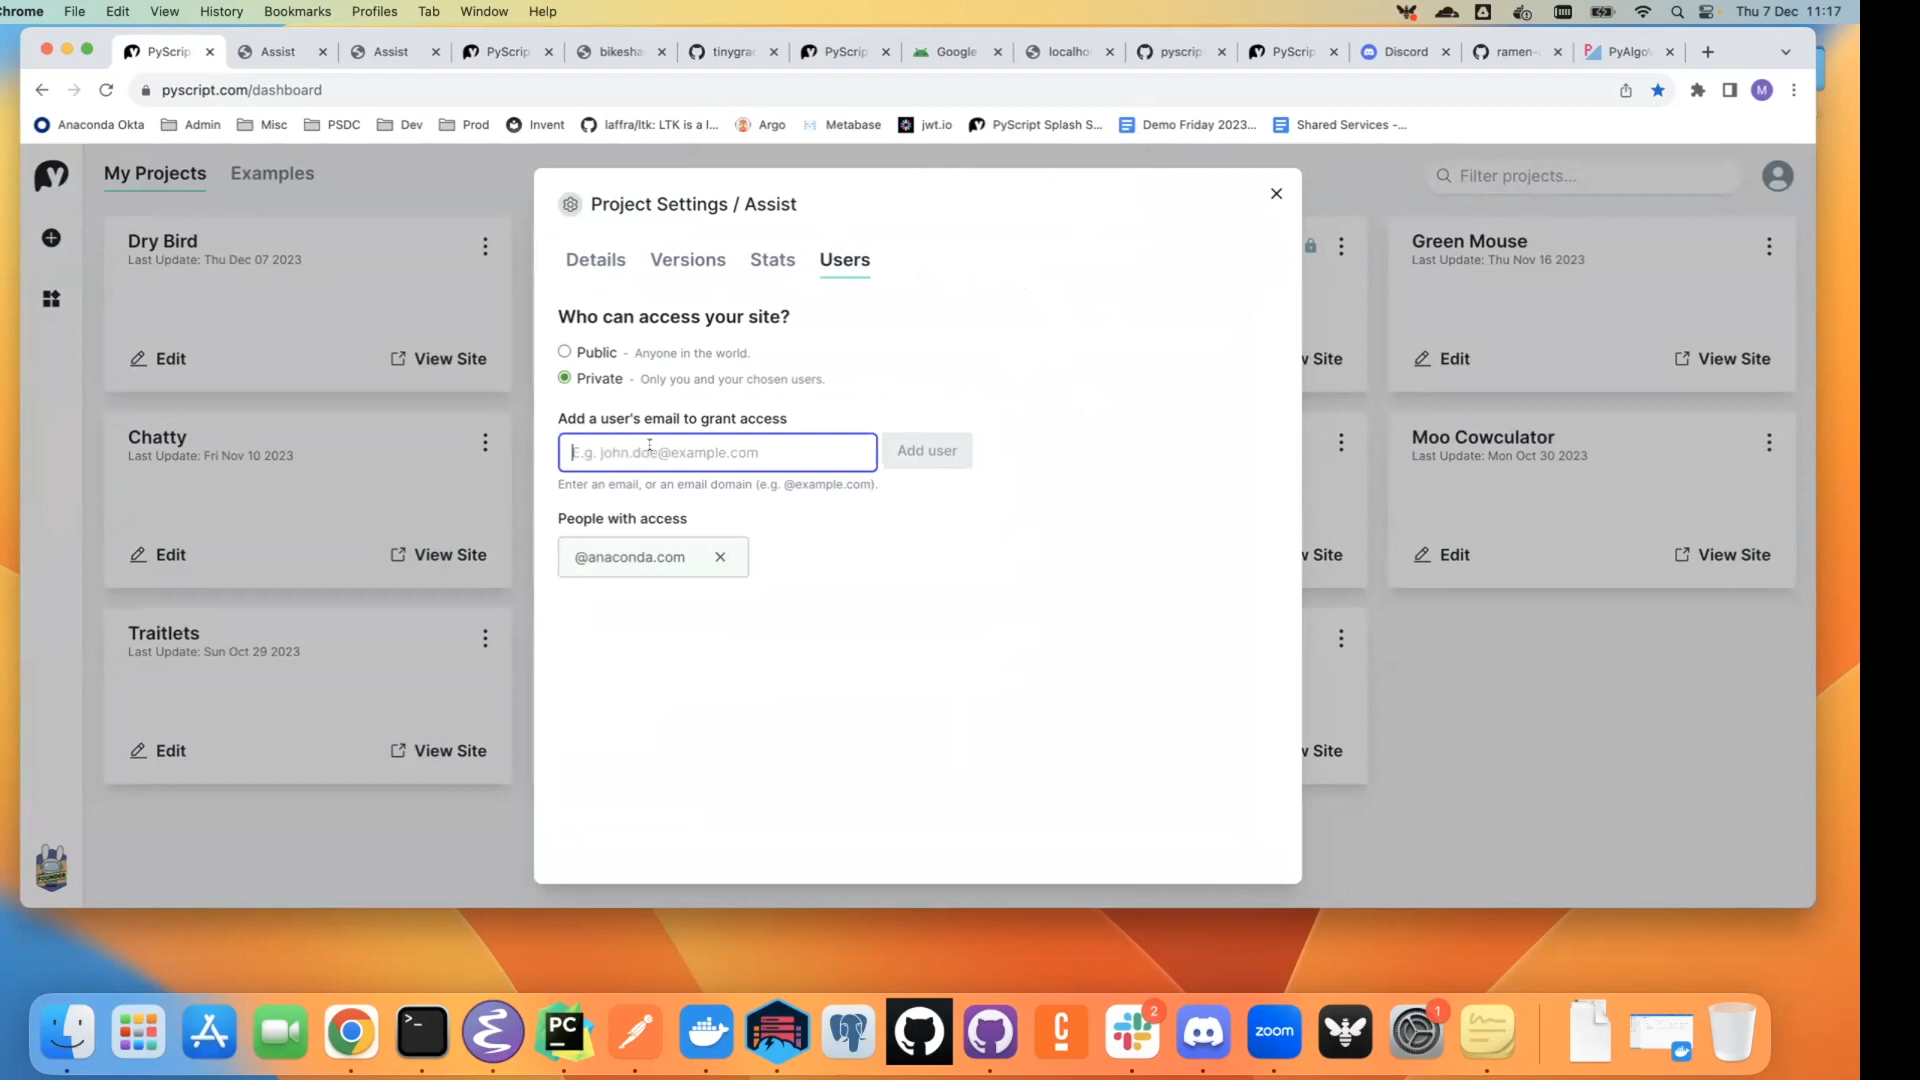 Chrome File Edit View History Bookmarks Profiles Tab Window Help Thu 7 Dec 11:17
PyScrip Assist Assist PyScrip bikesha tinygra PyScrip Google localho pyscrip PyScrip Discord ramen- PyAlgo
pyscript.com/dashboard M
Anaconda Okta Admin Misc PSDC Dev Prod Invent laffra/ltk: LTK is a l... Argo Metabase jwt.io PyScript Splash S... Demo Friday 2023... Shared Services -...
My Projects Examples Filter projects...
Project Settings / Assist
Dry Bird
Last Update: Thu Dec 07 2023
Edit View Site
Green Mouse
Last Update: Thu Nov 16 2023
w Site
Edit View Site
Details Versions Stats Users
Who can access your site?
Public - Anyone in the world.
Private - Only you and your chosen users.
Add a user's email to grant access
E.g. john.doe@example.com Add user
Enter an email, or an email domain (e.g. @example.com).
People with access
@anaconda.com
Chatty
Last Update: Fri Nov 10 2023
Edit View Site
Moo Cowculator
Last Update: Mon Oct 30 2023
w Site
Edit View Site
Traitlets
Last Update: Sun Oct 29 2023
Edit View Site
w Site
FOUNDER
PC 2 zoom 1